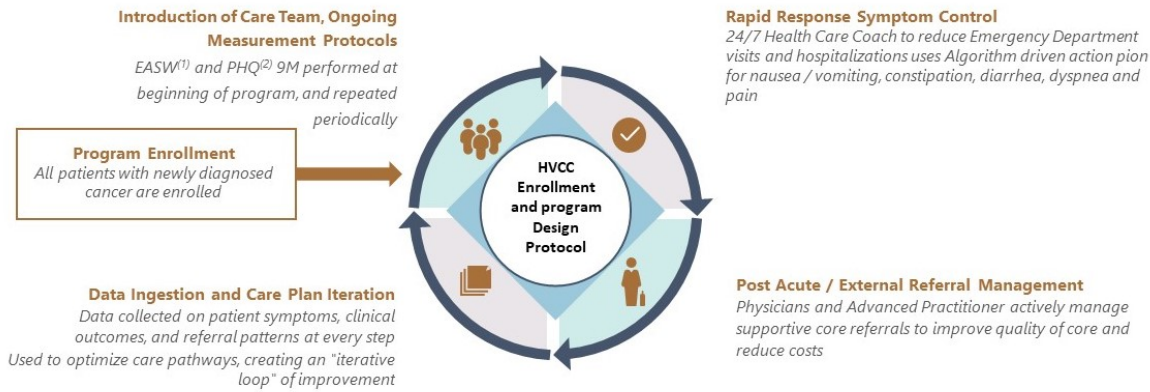 Introduction of Care Team, Ongoing
Measurement Protocols
EASW(1) and PHQ(2) 9M performed at
beginning of program, and repeated
periodically
Program Enrollment
All patients with newly diagnosed
cancer are enrolled
Data Ingestion and Care Plan Iteration
Data collected on patient symptoms, clinical
outcomes, and referral patterns at every step
Used to optimize care pathways, creating an "iterative
loop" of improvement
HVCC
Enrollment
and program
Design
Protocol
Rapid Response Symptom Control
24/7 Health Care Coach to reduce Emergency Department
visits and hospitalizations uses Algorithm driven action pion
for nausea / vomiting, constipation, diarrhea, dyspnea and
pain
Post Acute / External Referral Management
Physicians and Advanced Practitioner actively manage
supportive core referrals to improve quality of core and
reduce costs